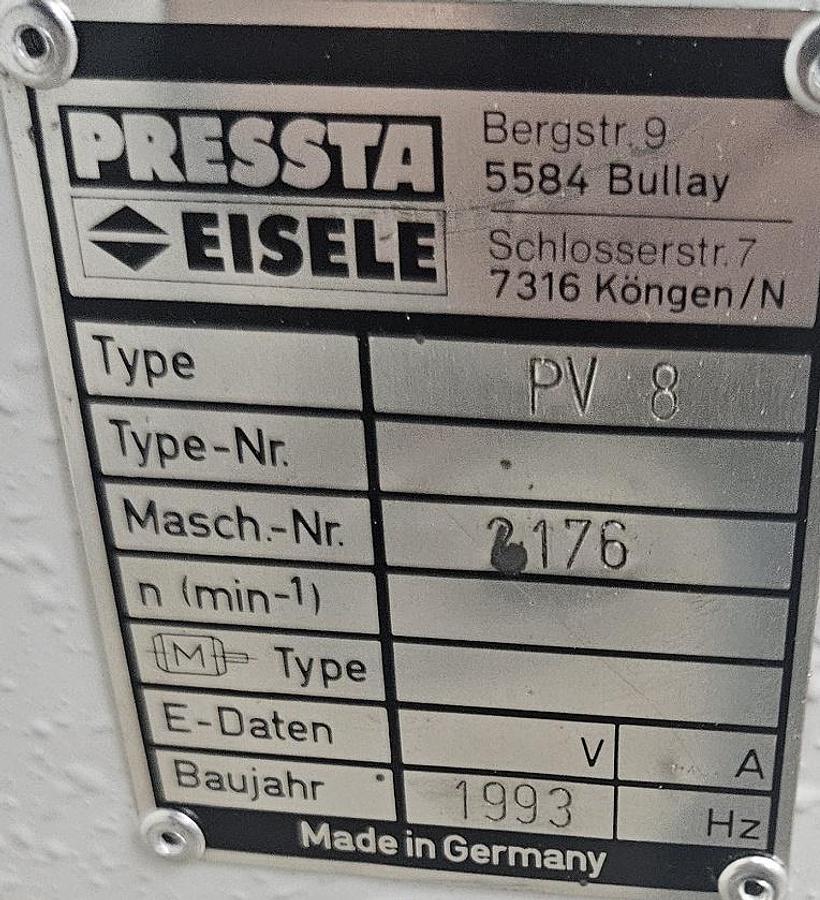 PRESSTA
EISELE
Bergstr. 9
5584 Bullay
Schlosserstr. 7
7316 Köngen/N
Type PV 8
Type-Nr.
Masch.-Nr. 2176
n (min-1)
M Type
E-Daten V A
Baujahr 1993 Hz
Made in Germany